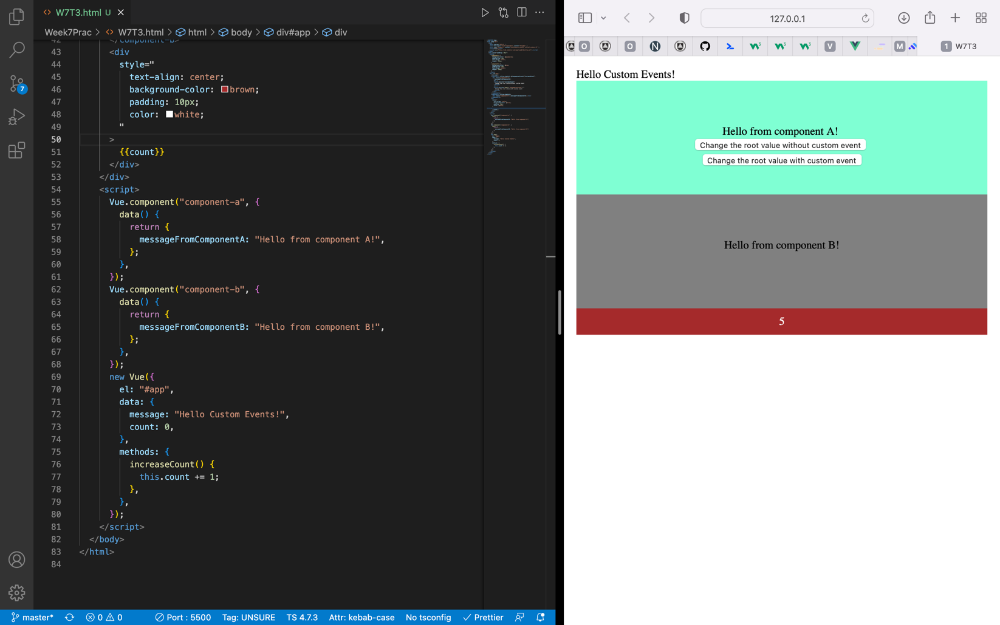 W7T3.html U
Week7Prac > W7T3.html > html > body > div#app > div
7
42 </component-b>
43 <div
44 style="
45 text-align: center;
46 background-color: brown;
47 padding: 10px;
48 color: white;
49 "
50 >
51 {{count}}
52 </div>
53 </div>
54 <script>
55 Vue.component("component-a", {
56 data() {
57 return {
58 messageFromComponentA: "Hello from component A!",
59 };
60 },
61 });
62 Vue.component("component-b", {
63 data() {
64 return {
65 messageFromComponentB: "Hello from component B!",
66 };
67 },
68 });
69 new Vue({
70 el: "#app",
71 data: {
72 message: "Hello Custom Events!",
73 count: 0,
74 },
75 methods: {
76 increaseCount() {
77 this.count += 1;
78 },
79 },
80 });
81 </script>
82 </body>
83 </html>
84
master* 0 0 Port : 5500 Tag: UNSURE TS 4.7.3 Attr: kebab-case No tsconfig Prettier
127.0.0.1
O O N W3 W3 W3 V M 1 W7T3
Hello Custom Events!
Hello from component A!
Change the root value without custom event
Change the root value with custom event
Hello from component B!
5